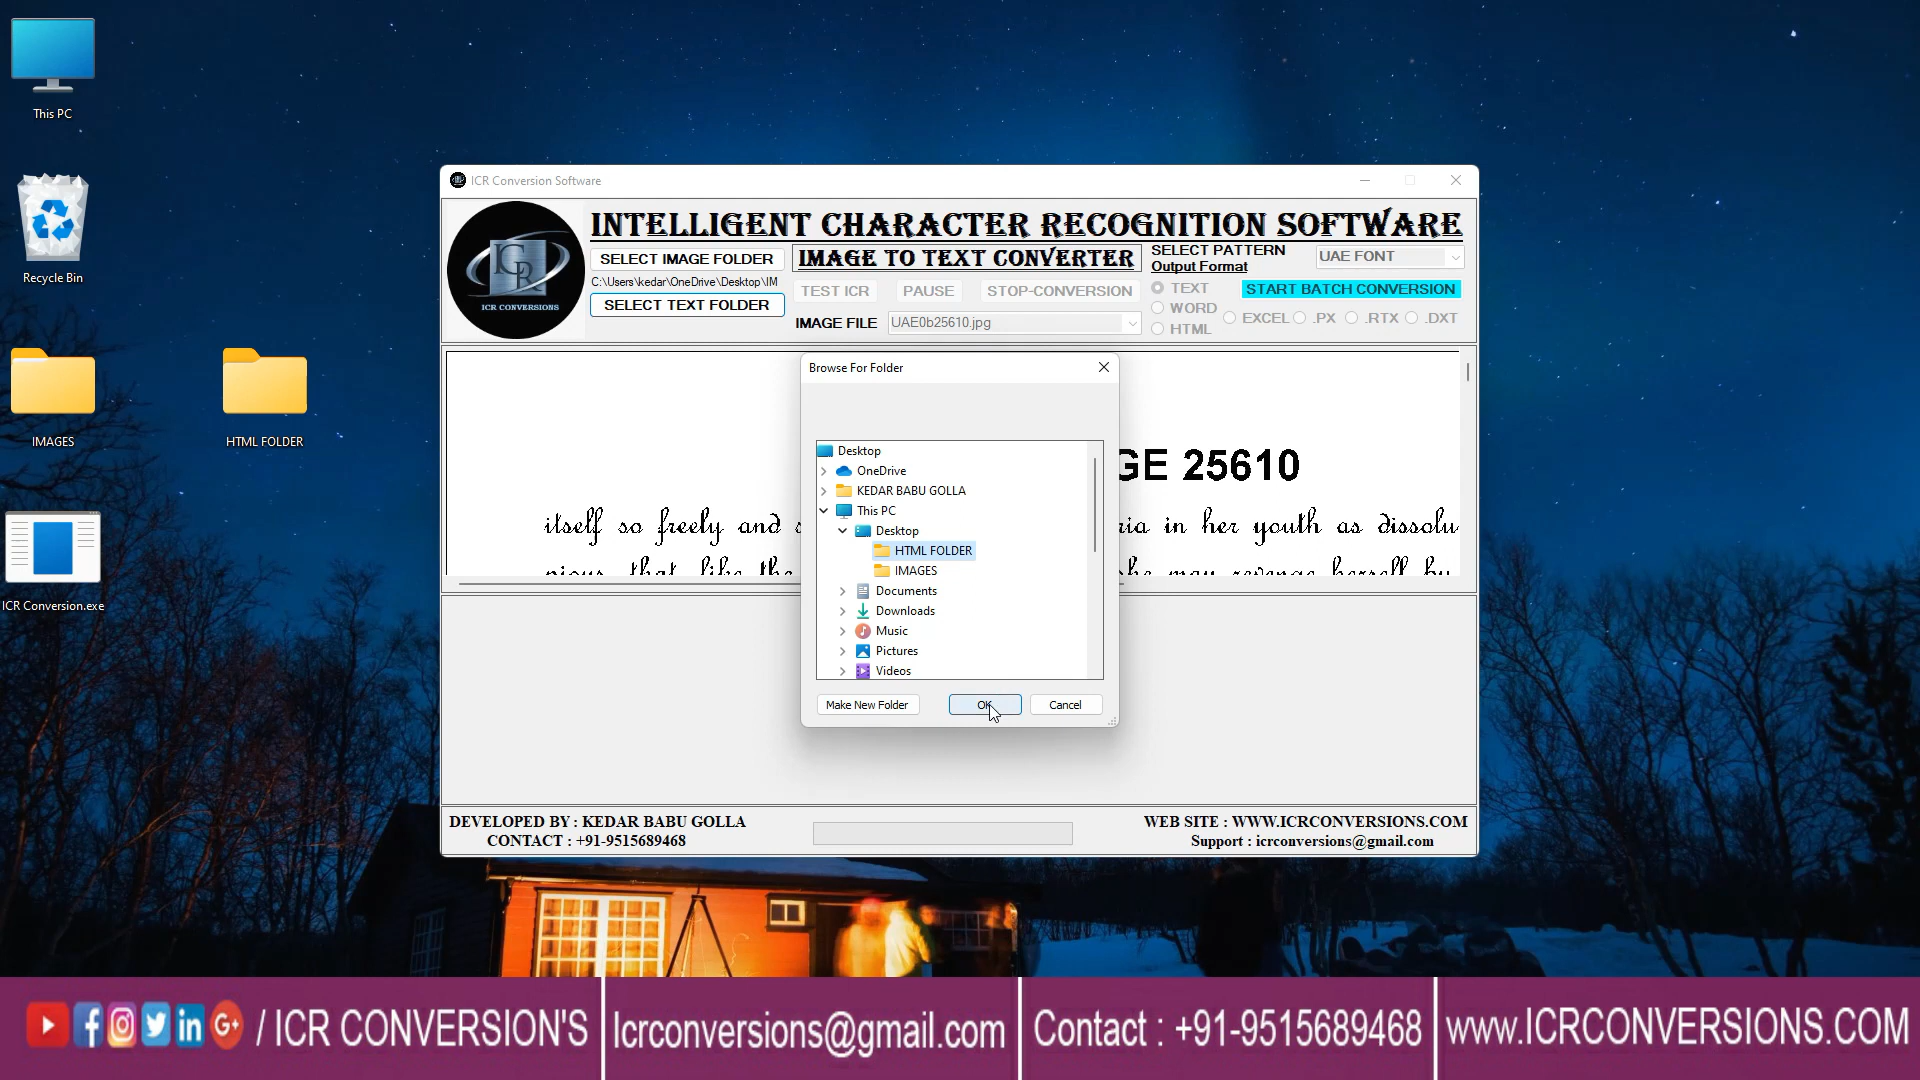 This PC
Recycle Bin
IMAGES
HTML FOLDER
ICR Conversion.exe
ICR Conversion Software
ICR
ICR CONVERSIONS
INTELLIGENT CHARACTER RECOGNITION SOFTWARE
SELECT IMAGE FOLDER
C:\Users\kedar\OneDrive\Desktop\IM
SELECT TEXT FOLDER
IMAGE TO TEXT CONVERTER
TEST ICR
PAUSE
STOP-CONVERSION
IMAGE FILE
UAE0b25610.jpg
SELECT PATTERN
UAE FONT
Output Format
TEXT
START BATCH CONVERSION
WORD
HTML
EXCEL
.PX
.RTX
.DXT
GE 25610
itself so freely and
in her youth as dissolu
Browse For Folder
Desktop
OneDrive
KEDAR BABU GOLLA
This PC
Desktop
HTML FOLDER
IMAGES
Documents
Downloads
Music
Pictures
Videos
Make New Folder
OK
Cancel
DEVELOPED BY : KEDAR BABU GOLLA
CONTACT : +91-9515689468
WEB SITE : WWW.ICRCONVERSIONS.COM
Support : icrconversions@gmail.com
/ ICR CONVERSION'S
Icrconversions@gmail.com
Contact : +91-9515689468
www.ICRCONVERSIONS.COM